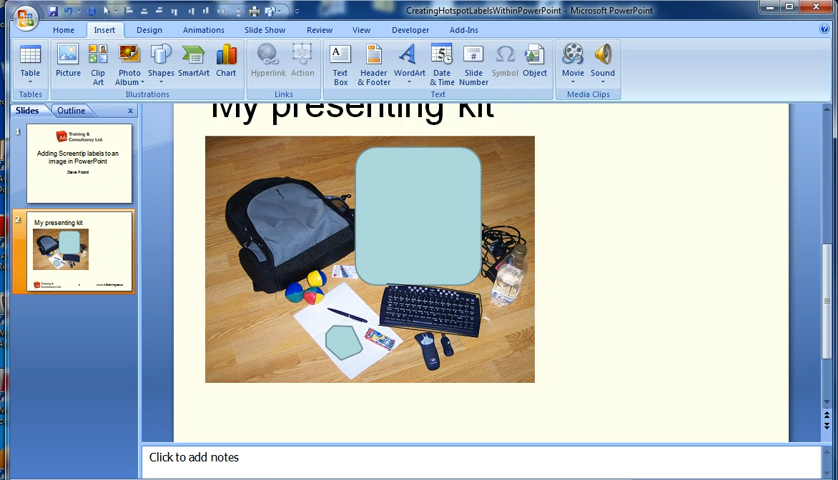 CreatingHotspotLabelsWithinPowerPoint - Microsoft PowerPoint
Home Insert Design Animations Slide Show Review View Developer Add-Ins
Table Picture Clip Art Photo Album Shapes SmartArt Chart Hyperlink Action Text Box Header & Footer WordArt Date & Time Slide Number Symbol Object Movie Sound
Tables Illustrations Links Text Media Clips
Slides Outline
1
Training & Consultancy Ltd.
Adding Screentip labels to an
image in PowerPoint
2
My presenting kit
My presenting kit
Click to add notes